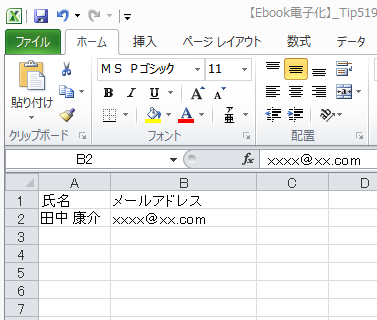 【Ebook電子化】_Tip519
ファイル ホーム 挿入 ページ レイアウト 数式 データ
貼り付け
ＭＳ Ｐゴシック 11
B I U A A
A A 亜
クリップボード フォント 配置
B2 fx xxxx＠xx.com
A B C D
1 氏名 メールアドレス
2 田中 康介 xxxx＠xx.com
3
4
5
6
7